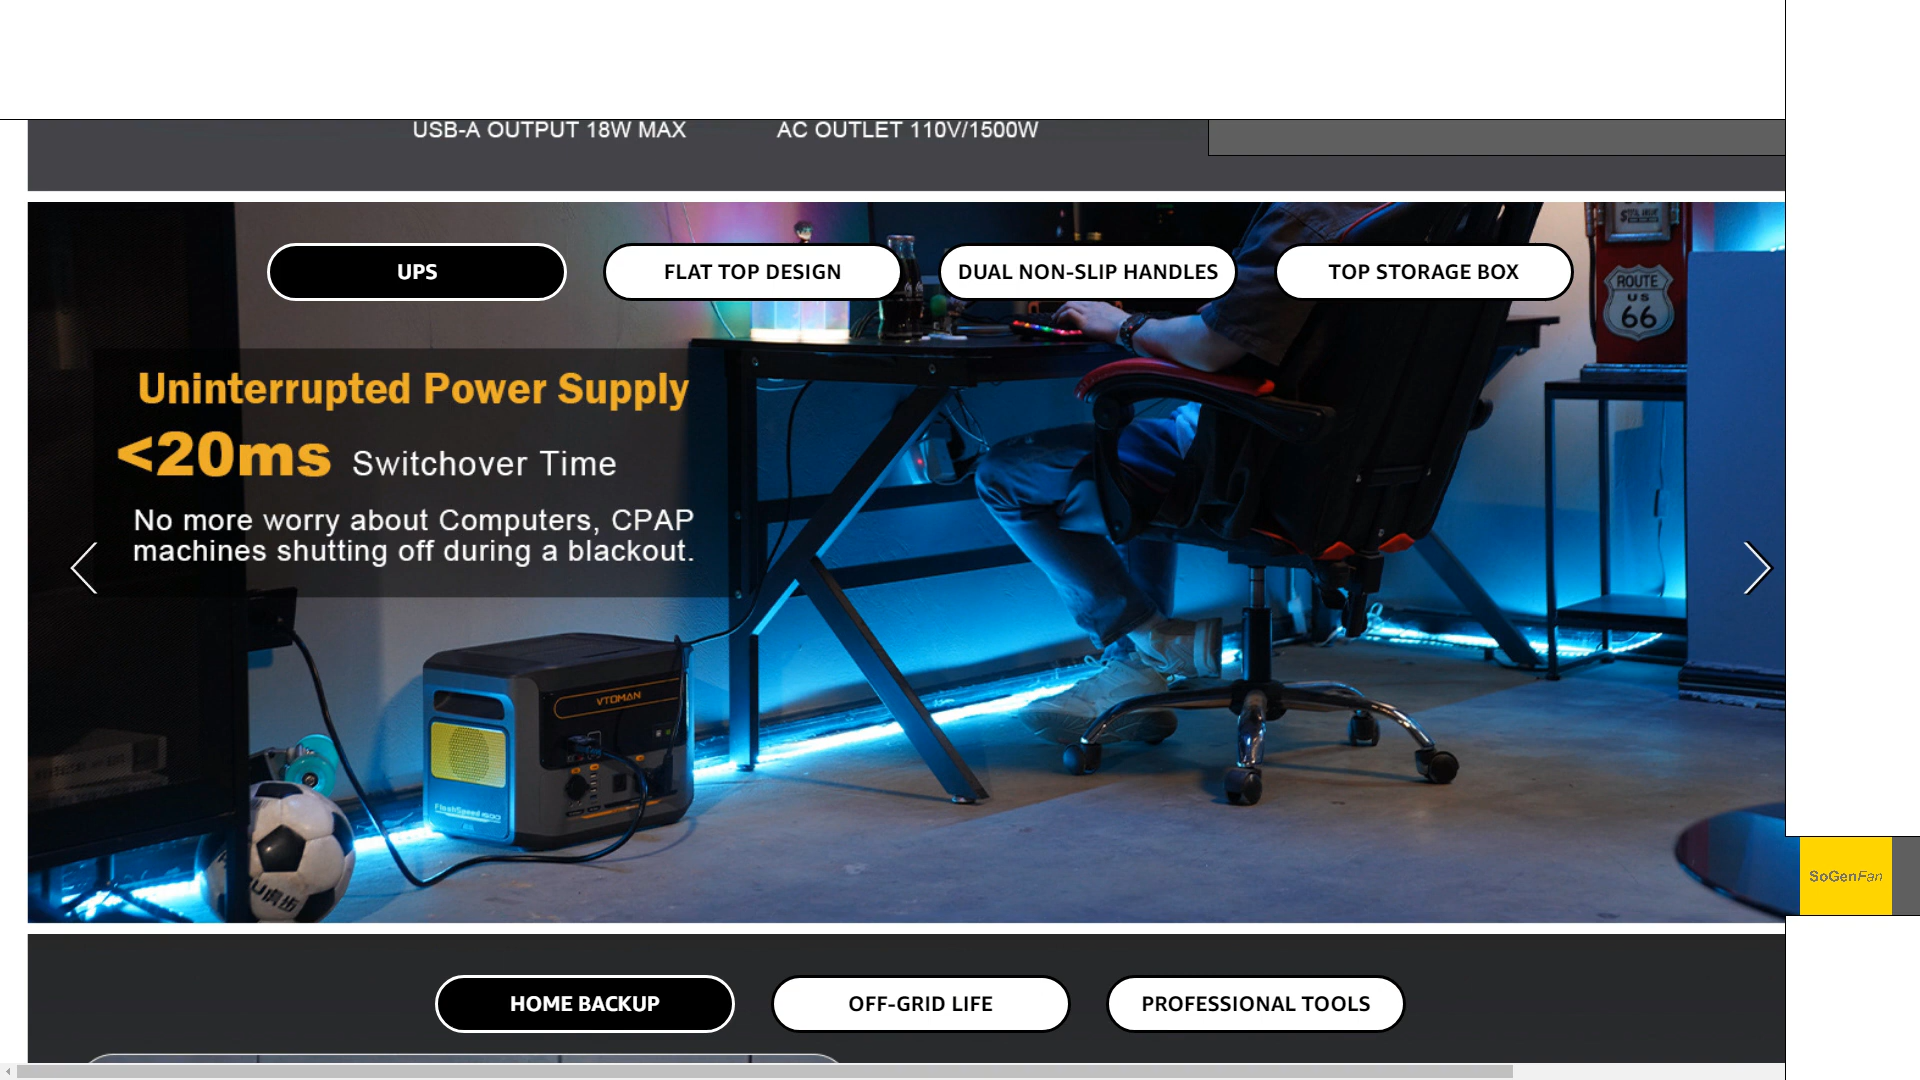 USB-A OUTPUT 18W MAX
AC OUTLET 110V/1500W
UPS
FLAT TOP DESIGN
DUAL NON-SLIP HANDLES
TOP STORAGE BOX
ROUTE
US
66
Uninterrupted Power Supply
<20ms Switchover Time
No more worry about Computers, CPAP
machines shutting off during a blackout.
VTOMAN
FlashSpeed 1500
SoGenFan
HOME BACKUP
OFF-GRID LIFE
PROFESSIONAL TOOLS